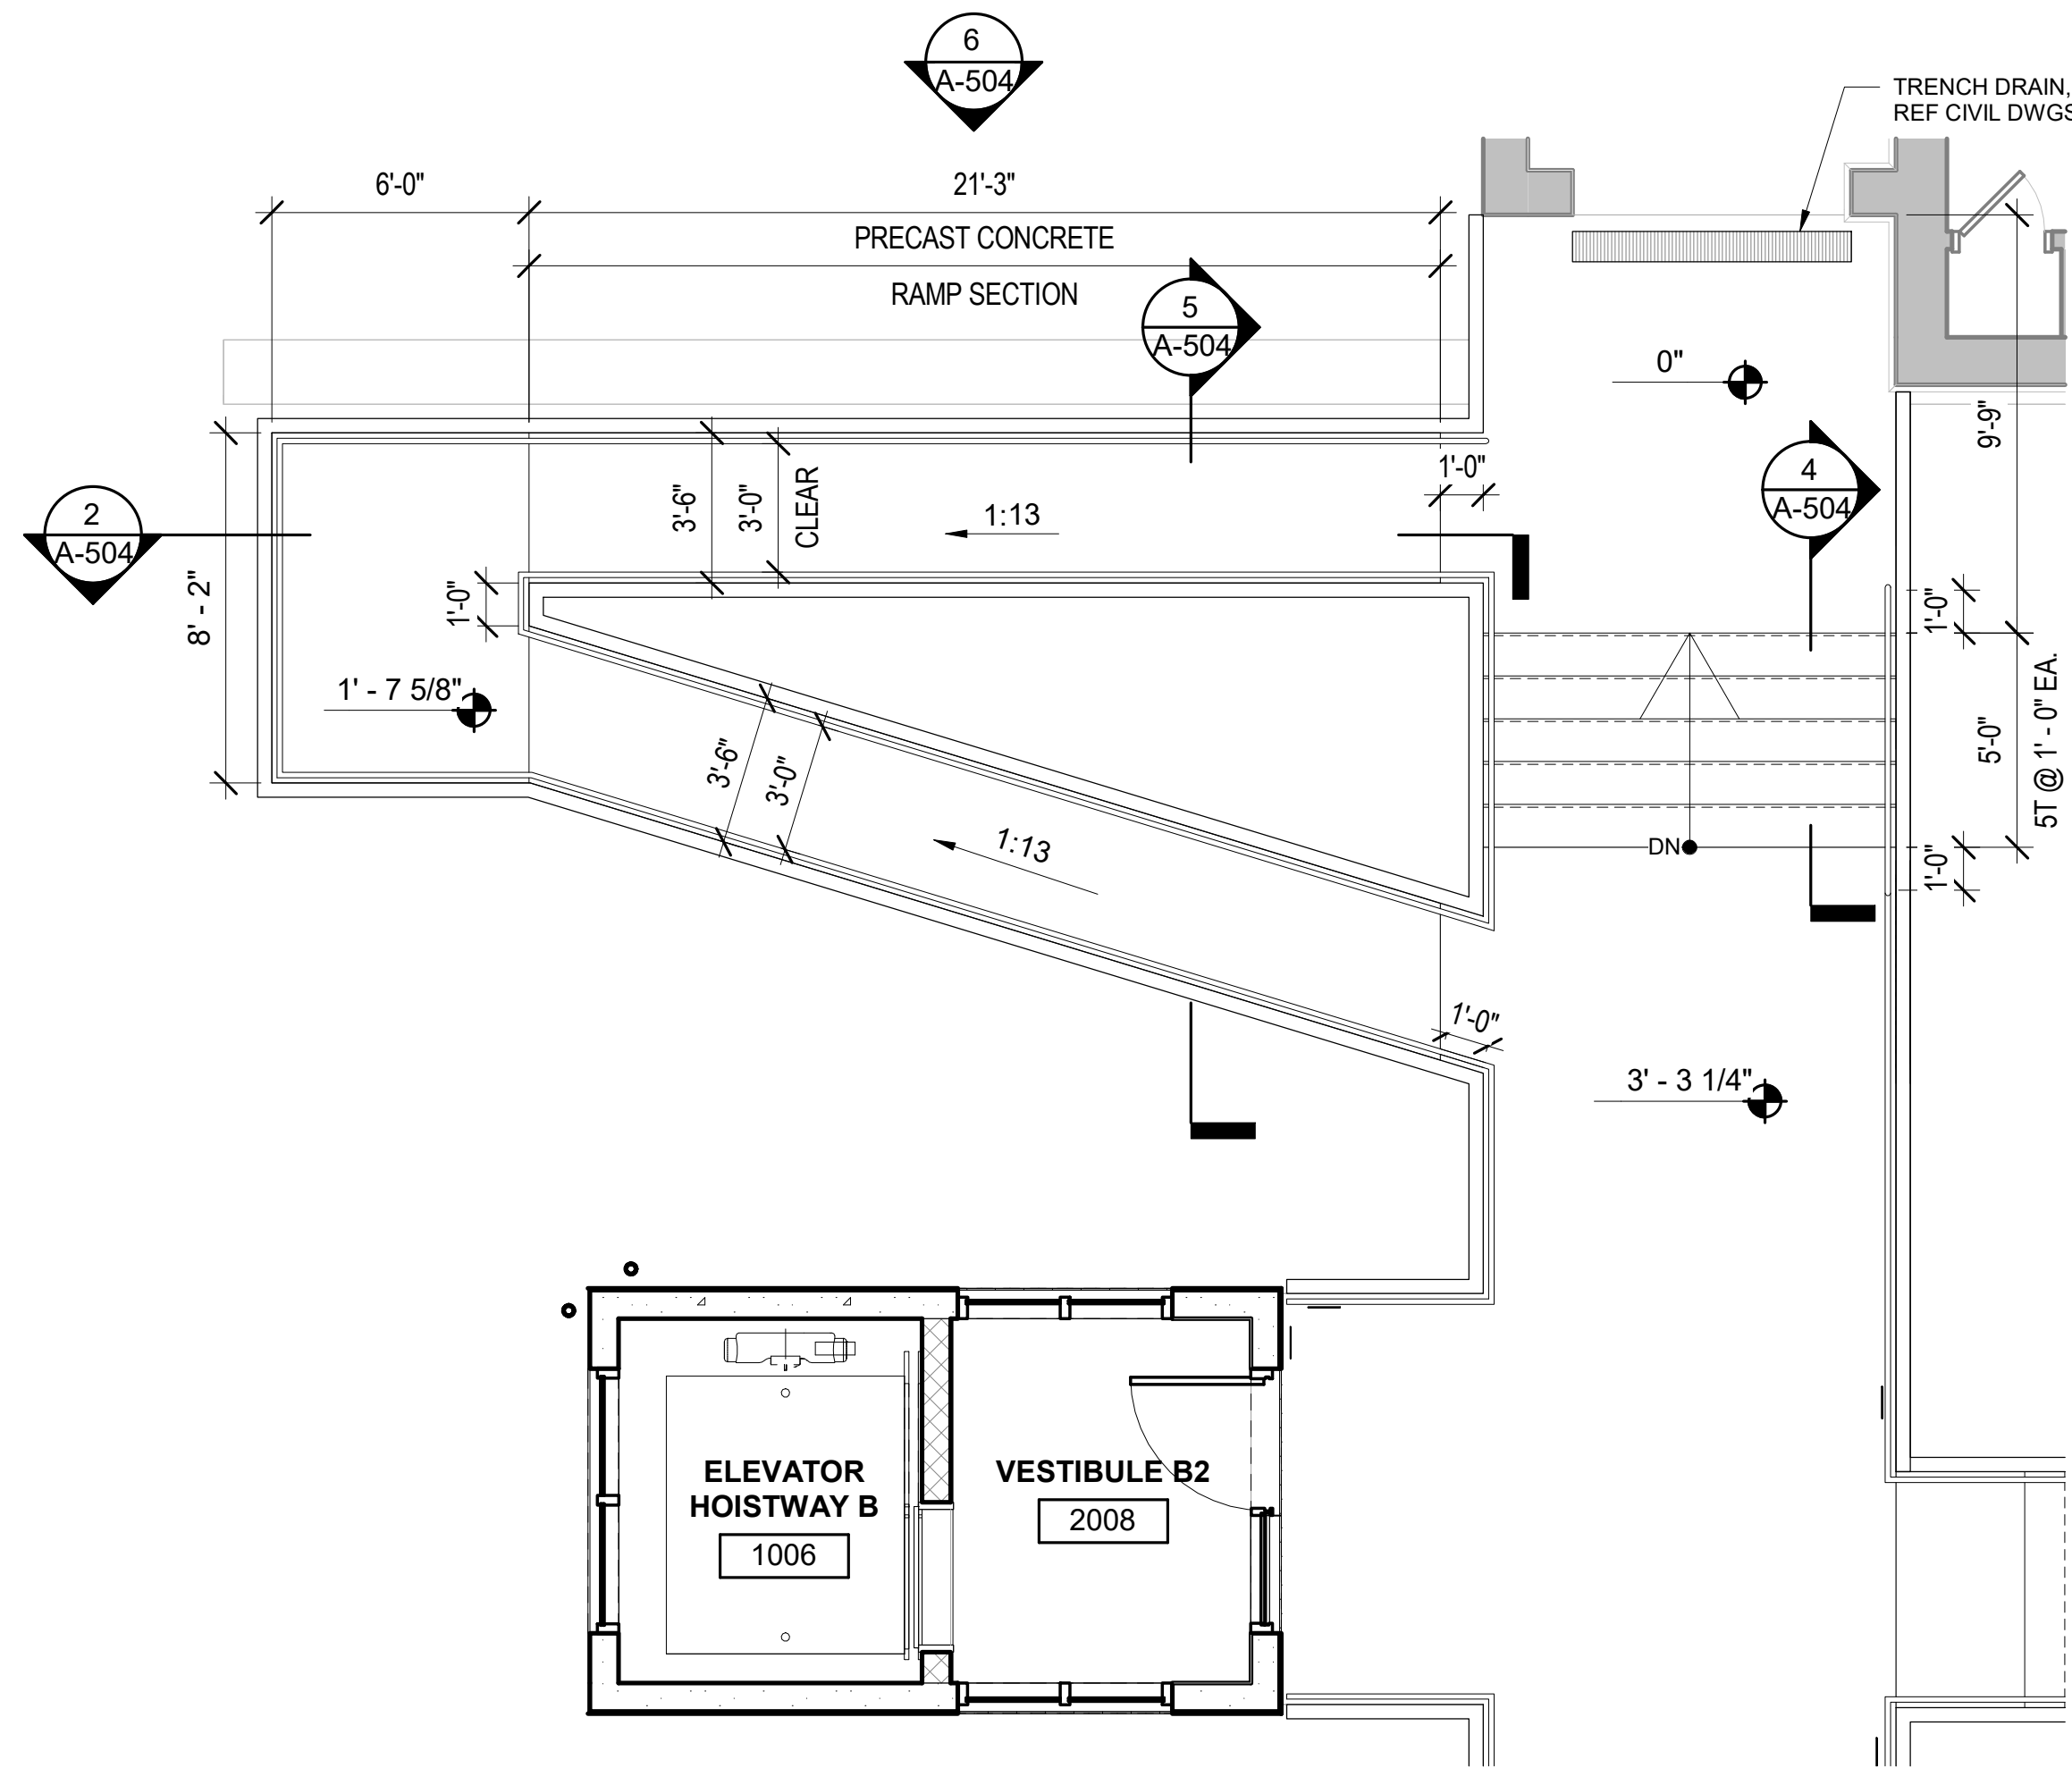 6
A-504
TRENCH DRAIN,
REF CIVIL DWGS
6'-0"
21'-3"
PRECAST CONCRETE
RAMP SECTION
5
A-504
0"
9'-9"
2
A-504
8' - 2"
3'-6"
3'-0"
CLEAR
1:13
1'-0"
4
A-504
1'-0"
1'-0"
1' - 7 5/8"
3'-6"
3'-0"
1:13
5'-0"
5T @ 1' - 0" EA.
DN
1'-0"
1'-0"
3' - 3 1/4"
ELEVATOR
HOISTWAY B
1006
VESTIBULE B2
2008